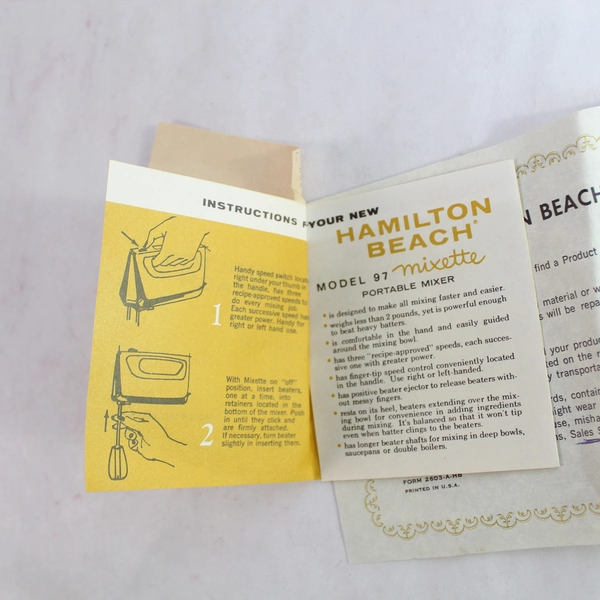 INSTRUCTIONS F
Handy speed switch locat
right under your thumb in
the handle, has three
recipe-approved speeds to
do every mixing job.
Each successive speed has
greater power. Handy for
right or left hand use.
1
With Mixette on "off"
position, insert beaters,
one at a time, into
retainers located in the
bottom of the mixer. Push
in until they click and
are firmly attached.
If necessary, turn beater
slightly in inserting them.
2
YOUR NEW
HAMILTON
BEACH®
MODEL 97 mixette
PORTABLE MIXER
• is designed to make all mixing faster and easier.
• weighs less than 2 pounds, yet is powerful enough
to beat heavy batters.
• is comfortable in the hand and easily guided
around the mixing bowl.
• has three "recipe-approved" speeds, each succes-
sive one with greater power.
• has finger-tip speed control conveniently located
in the handle. Use right or left-handed.
• has positive beater ejector to release beaters with-
out messy fingers.
• rests on its heel, beaters extending over the mix-
ing bowl for convenience in adding ingredients
during mixing. It's balanced so that it won't tip
even when batter clings to the beaters.
• has longer beater shafts for mixing in deep bowls,
saucepans or double boilers.
N BEACH
find a Product
material or w
s will be repa
your produc
ted on the r
y transporta
rds, contain
ght wear
se, misha
ns, Sales S
FORM 2603-A-HB
PRINTED IN U.S.A.